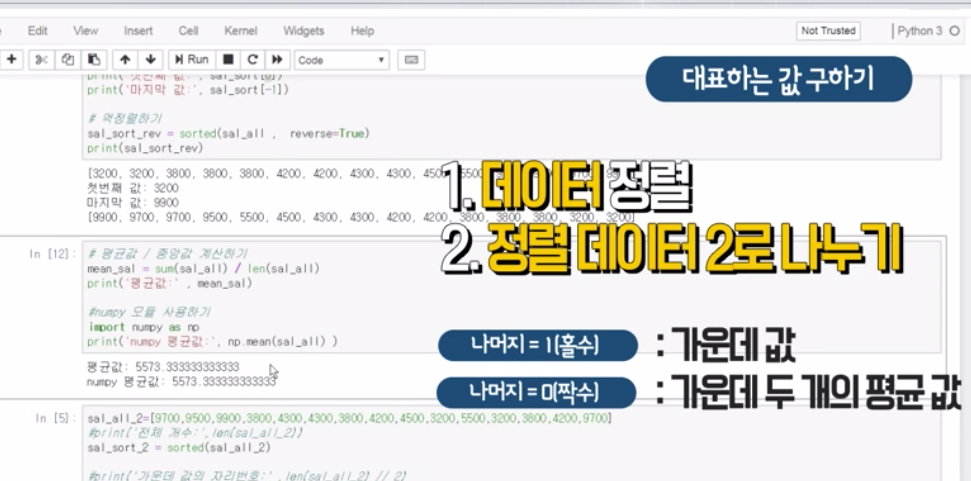 Edit View Insert Cell Kernel Widgets Help
Not Trusted
Python 3
Run
Code
대표하는 값 구하기
print('첫번째 값:', sal_sort[0])
print('마지막 값:', sal_sort[-1])
# 역정렬하기
sal_sort_rev = sorted(sal_all , reverse=True)
print(sal_sort_rev)
[3200, 3200, 3800, 3800, 3800, 4200, 4200, 4300, 4300, 4300,
첫번째 값: 3200
마지막 값: 9900
[9900, 9700, 9700, 9500, 5500, 4500, 4300, 4300, 4300, 4200, 4200, 3800, 3800, 3800, 3200, 3200]
1. 데이터 정렬
2. 정렬 데이터 2로 나누기
In [12]:
# 평균값 / 중앙값 계산하기
mean_sal = sum(sal_all) / len(sal_all)
print('평균값:' , mean_sal)
#numpy 모듈 사용하기
import numpy as np
print('numpy 평균값:', np.mean(sal_all) )
평균값: 5573.333333333333
numpy 평균값: 5573.333333333333
나머지 = 1(홀수) : 가운데 값
나머지 = 0(짝수) : 가운데 두 개의 평균 값
In [5]:
sal_all_2=[9700,9500,9900,3800,4300,4300,3800,4200,4500,3200,5500,3200,3800,4200,9700]
#print('전체 개수:',len(sal_all_2))
sal_sort_2 = sorted(sal_all_2)
#print('가운데 값의 자리번호:' ,len(sal_all_2) // 2)